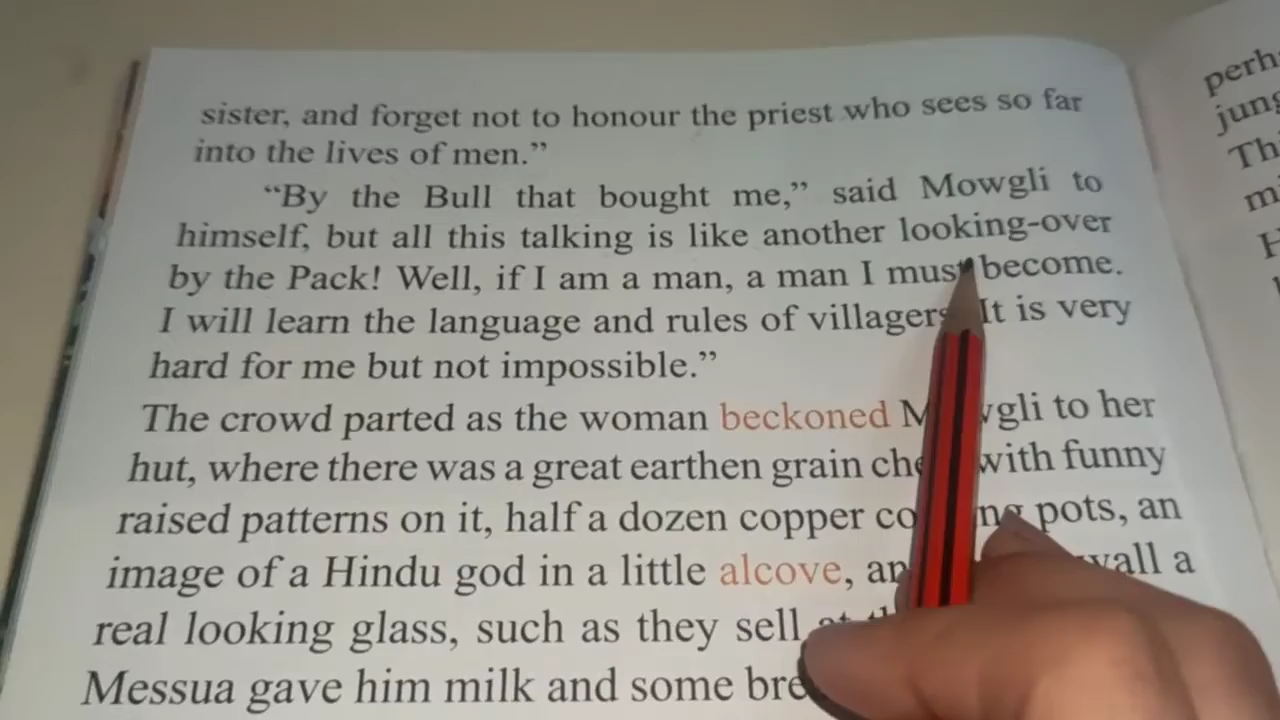 sister, and forget not to honour the priest who sees so far
into the lives of men.”
“By the Bull that bought me,” said Mowgli to
himself, but all this talking is like another looking-over
by the Pack! Well, if I am a man, a man I must become.
I will learn the language and rules of villagers It is very
hard for me but not impossible.”
The crowd parted as the woman beckoned Mowgli to her
hut, where there was a great earthen grain with funny
raised patterns on it, half a dozen copper pots, an
image of a Hindu god in a little alcove, wall a
real looking glass, such as they sell at
Messua gave him milk and some
perh
jung
Th
mi
H